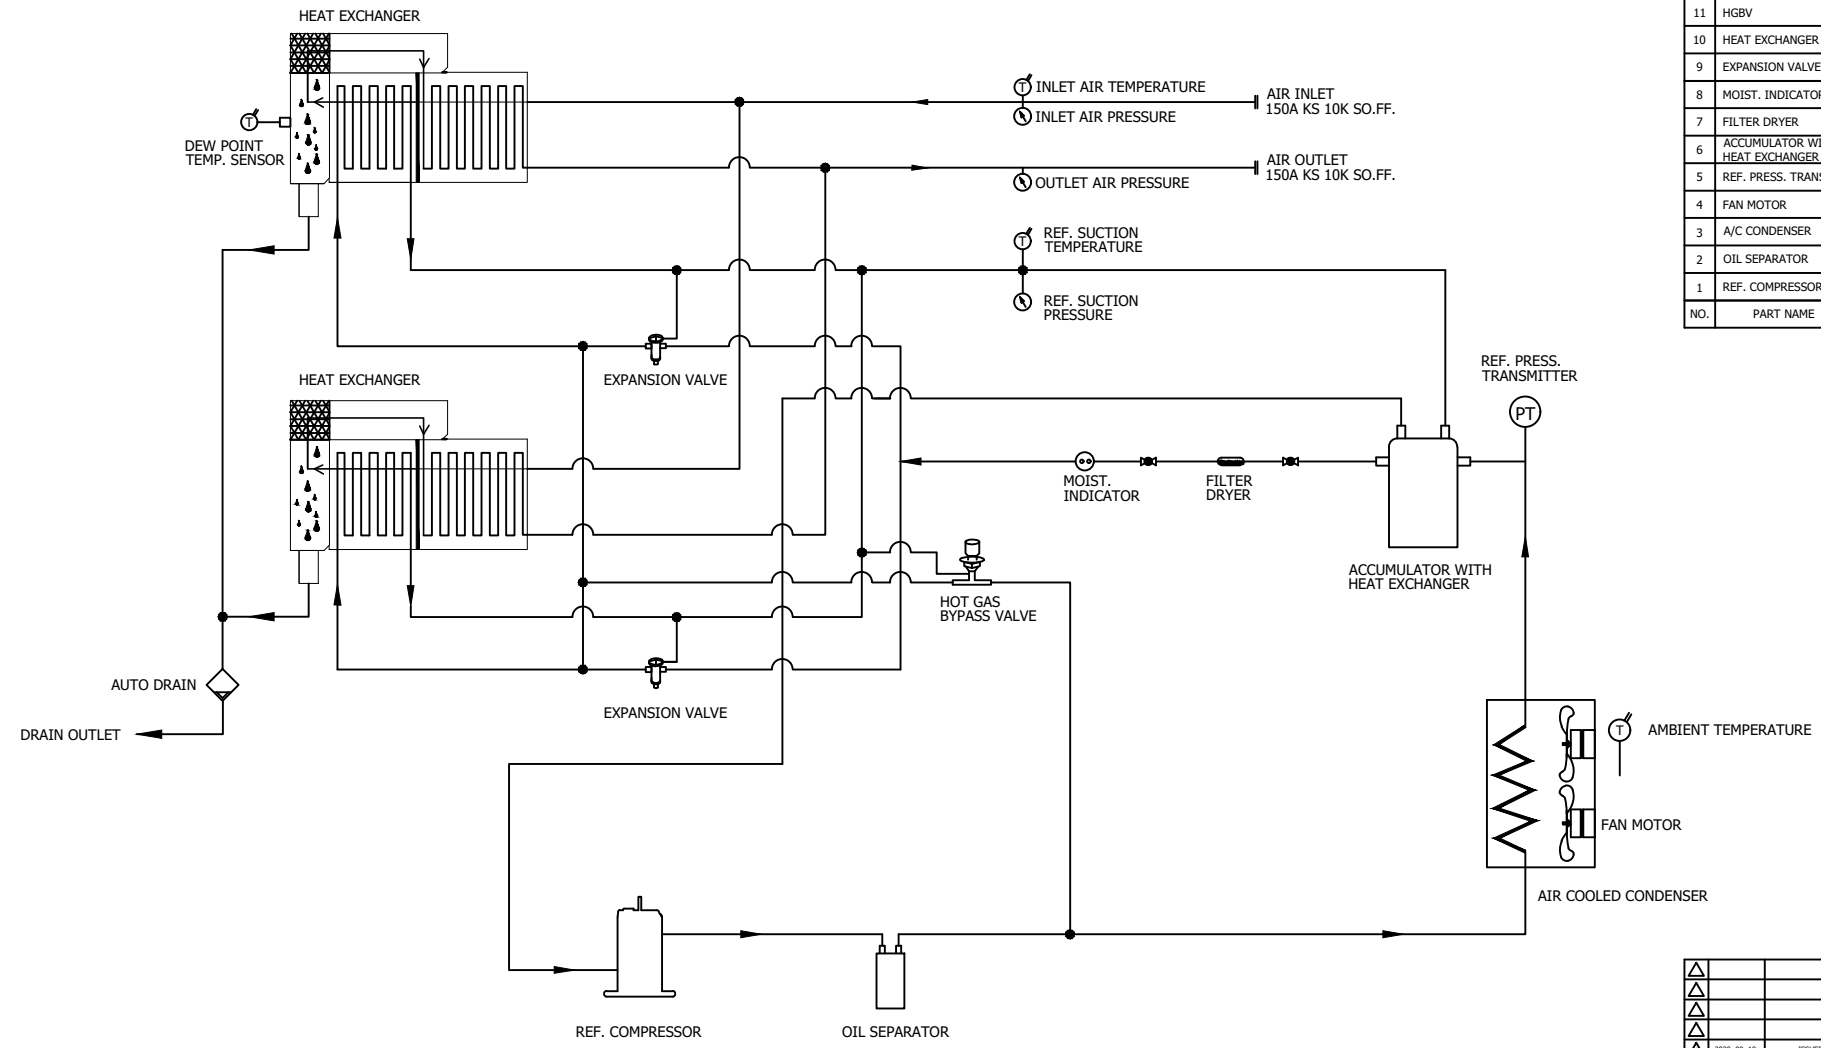 HEAT EXCHANGER
INLET AIR TEMPERATURE
INLET AIR PRESSURE
AIR INLET
150A KS 10K SO.FF.
T
T
DEW POINT
TEMP. SENSOR
AIR OUTLET
150A KS 10K SO.FF.
OUTLET AIR PRESSURE
T
REF. SUCTION
TEMPERATURE
REF. SUCTION
PRESSURE
EXPANSION VALVE
HEAT EXCHANGER
REF. PRESS.
TRANSMITTER
PT
MOIST.
INDICATOR
FILTER
DRYER
ACCUMULATOR WITH
HEAT EXCHANGER
HOT GAS
BYPASS VALVE
AUTO DRAIN
DRAIN OUTLET
EXPANSION VALVE
T
AMBIENT TEMPERATURE
FAN MOTOR
AIR COOLED CONDENSER
REF. COMPRESSOR
OIL SEPARATOR
11 HGBV
10 HEAT EXCHANGER
9 EXPANSION VALVE
8 MOIST. INDICATOR
7 FILTER DRYER
6 ACCUMULATOR
HEAT EXCHANGER
5 REF. PRESS.
4 FAN MOTOR
3 A/C CONDENSER
2 OIL SEPARATOR
1 REF. COMPRESSOR
NO. PART NAME